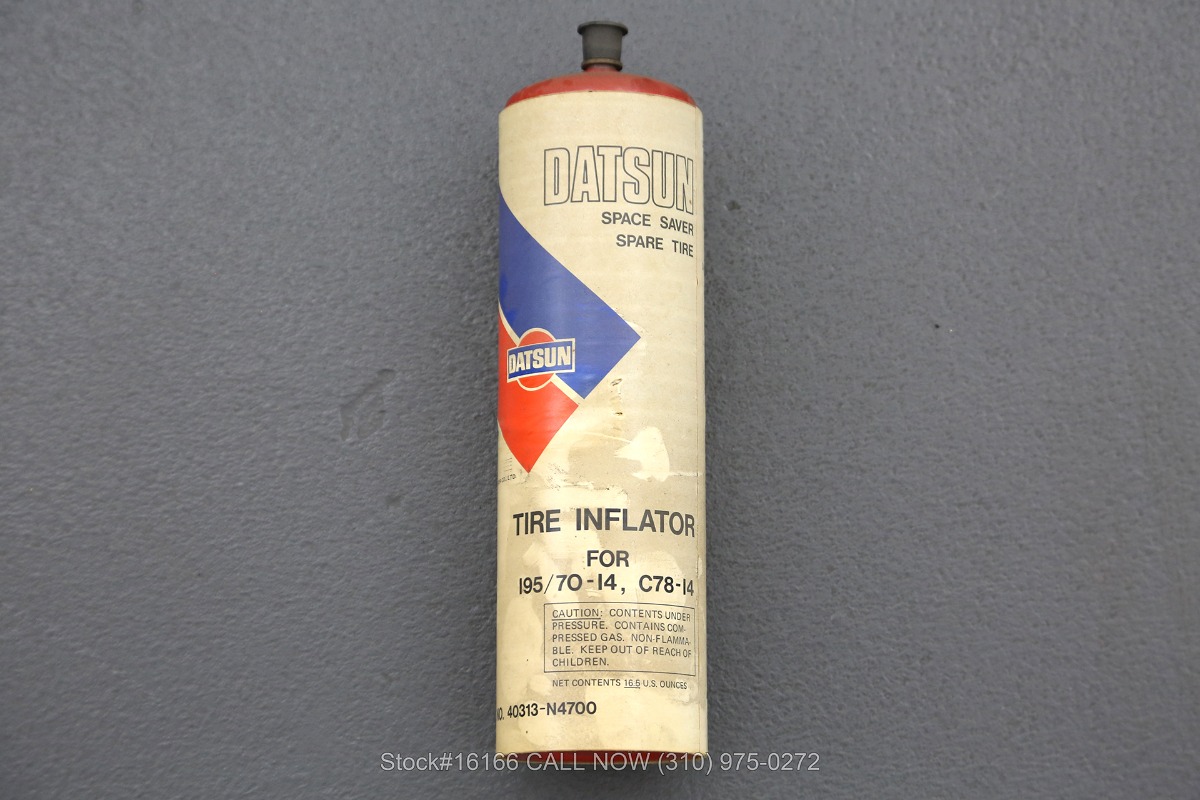 DATSUN
SPACE SAVER
SPARE TIRE
DATSUN
TIRE INFLATOR
FOR
195/70-14, C78-14
CAUTION: CONTENTS UNDER
PRESSURE. CONTAINS COM-
PRESSED GAS. NON-FLAMMA-
BLE. KEEP OUT OF REACH OF
CHILDREN.
NET CONTENTS 16.5 U.S. OUNCES
NO. 40313-N4700
Stock#16166 CALL NOW (310) 975-0272